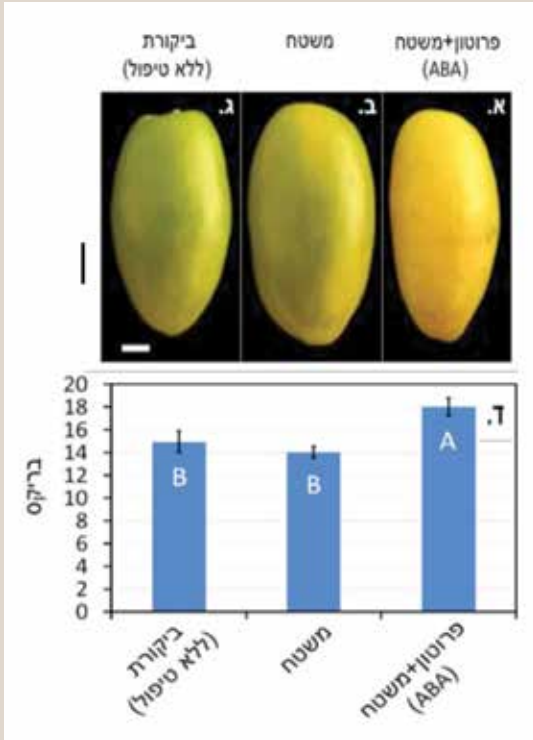 פרוטון+משטח
(ABA)
משטח
ביקורת
(ללא טיפול)
א.
ב.
ג.
ד.
בריקס
20
18
16
14
12
10
8
6
4
2
0
B
B
A
ביקורת
(ללא טיפול)
משטח
פרוטון+משטח
(ABA)